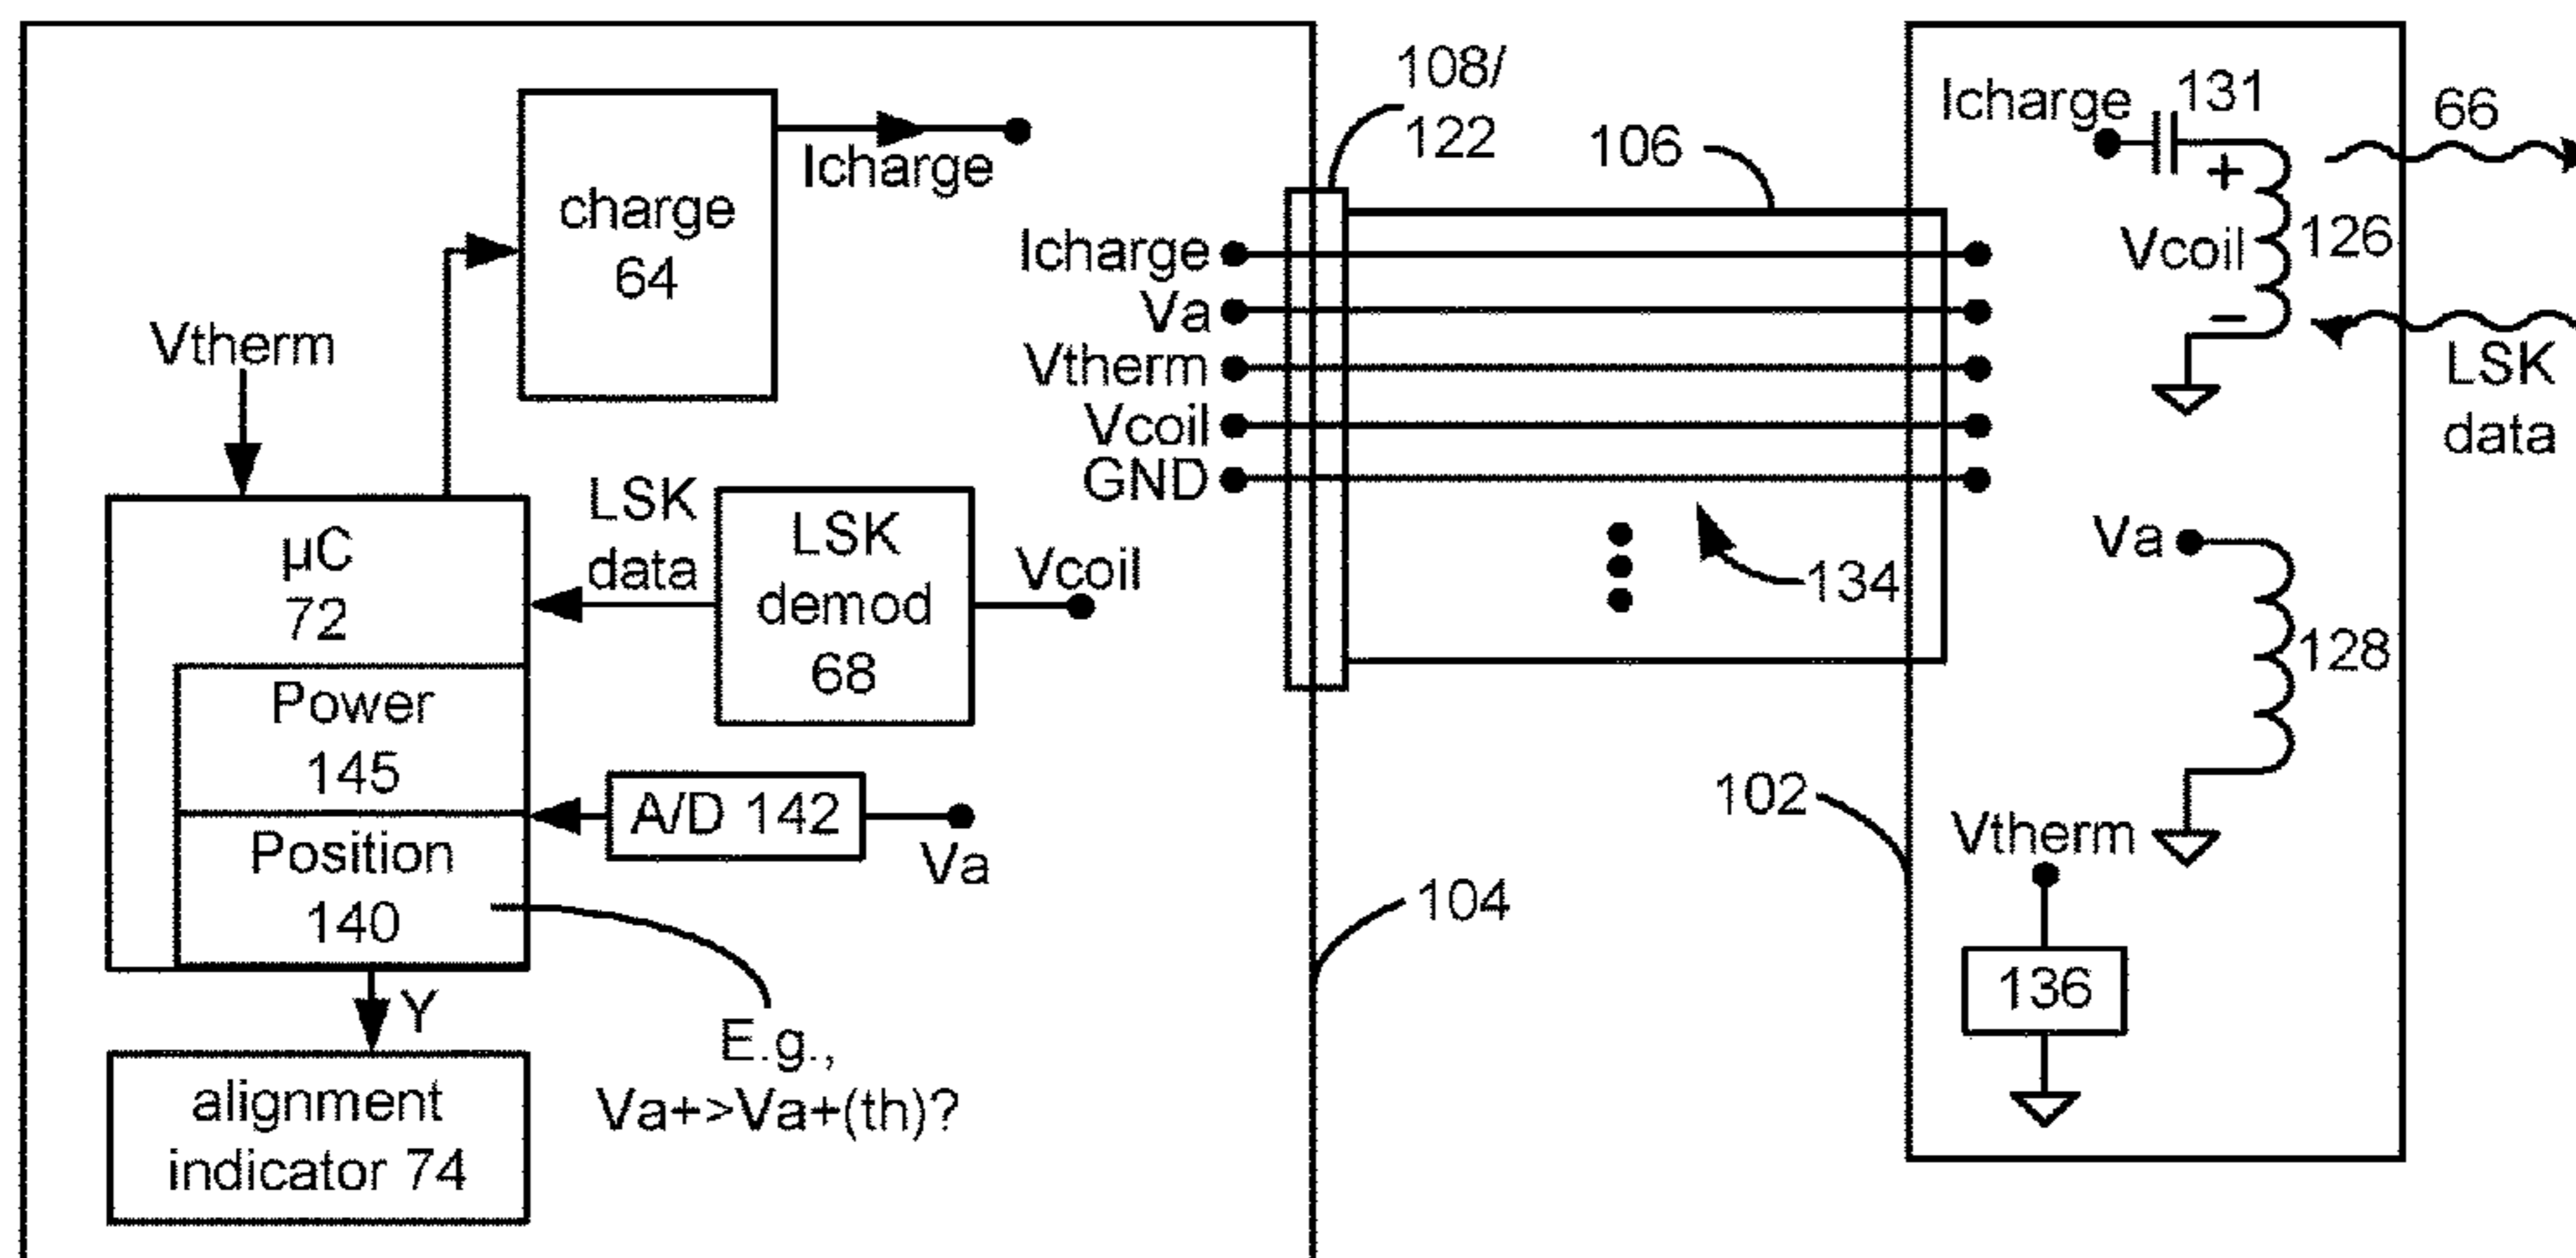 charge
64
Icharge
108/
122
106
Icharge
131
66
+
Vcoil
126
−
LSK
data
Icharge
Va
Vtherm
Vcoil
GND
134
Vtherm
µC
72
LSK
data
LSK
demod
68
Vcoil
Power
145
Position
140
A/D 142
Va
Y
alignment
indicator 74
E.g.,
Va+>Va+(th)?
104
102
Va
128
Vtherm
136